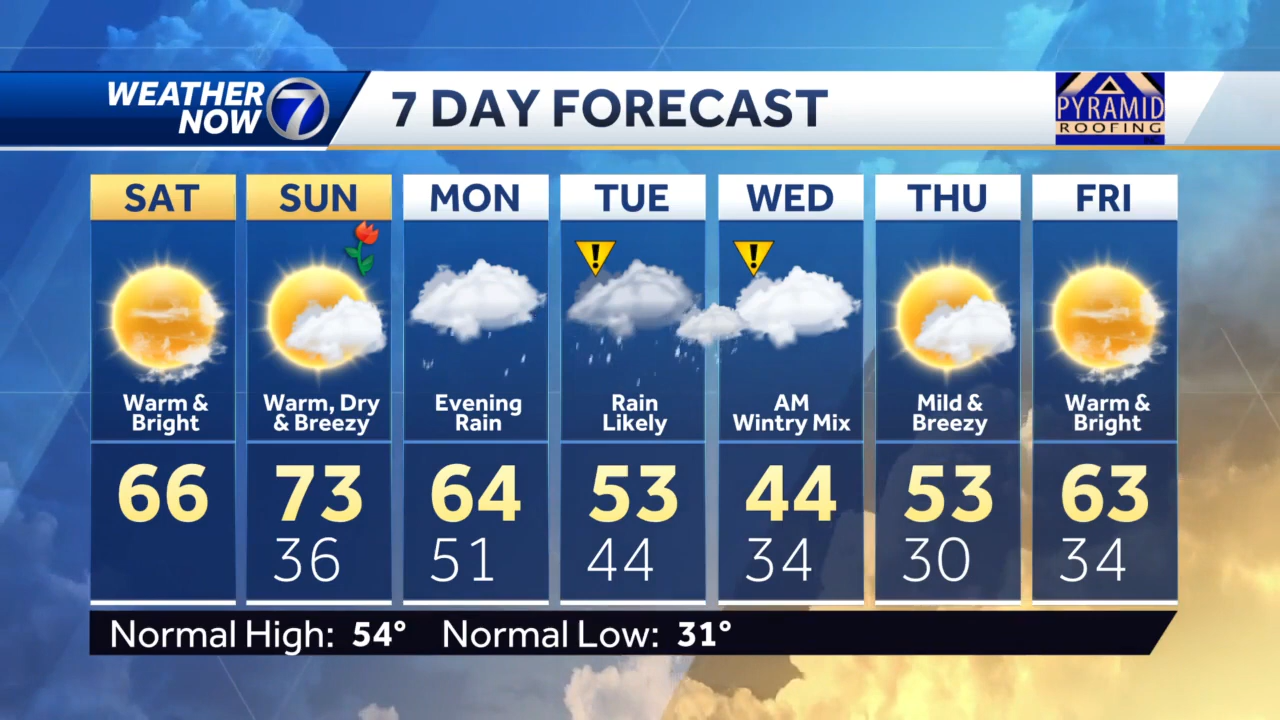 WEATHER
NOW
7
7 DAY FORECAST
PYRAMID
ROOFING
SAT
SUN
MON
TUE
WED
THU
FRI
!
!
Warm &
Bright
Warm, Dry
& Breezy
Evening
Rain
Rain
Likely
AM
Wintry Mix
Mild &
Breezy
Warm &
Bright
66
73
64
53
44
53
63
36
51
44
34
30
34
Normal High: 54° Normal Low: 31°